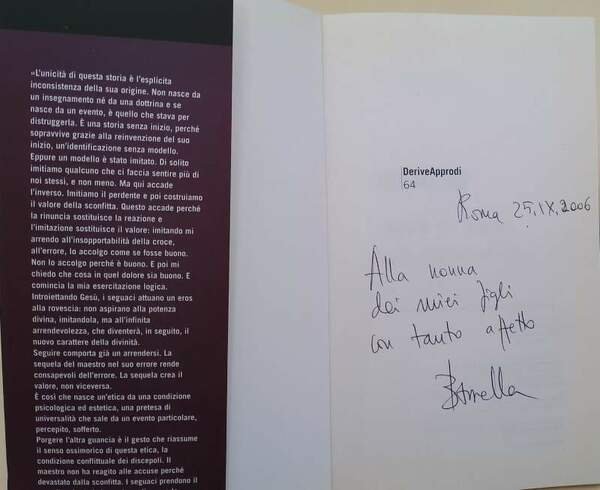 «L'unicità di questa storia è l'esplicita
inconsistenza della sua origine. Non nasce da
un insegnamento né da una dottrina e se
nasce da un evento, è quello che stava per
distruggerla. È una storia senza inizio, perché
sopravvive grazie alla reinvenzione del suo
inizio, un'identificazione senza modello.
Eppure un modello è stato imitato. Di solito
imitiamo qualcuno che ci faccia sentire più di
noi stessi, e non meno. Ma qui accade
l'inverso. Imitiamo il perdente e poi costruiamo
il valore della sconfitta. Questo accade perché
la rinuncia sostituisce la reazione e
l'imitazione sostituisce il valore: imitando mi
arrendo all'insopportabilità della croce,
all'errore, lo accolgo come se fosse buono.
Non lo accolgo perché è buono. E poi mi
chiedo che cosa in quel dolore sia buono. E
comincia la mia esercitazione logica.
Introiettando Gesù, i seguaci attuano un eros
alla rovescia: non aspirano alla potenza
divina, imitandola, ma all'infinita
arrendevolezza, che diventerà, in seguito, il
nuovo carattere della divinità.
Seguire comporta già un arrendersi. La
sequela del maestro nel suo errore rende
consapevoli dell'errore. La sequela crea il
valore, non viceversa.
È così che nasce un'etica da una condizione
psicologica ed estetica, una pretesa di
universalità che sale da un evento particolare,
percepito, sofferto.
Porgere l'altra guancia è il gesto che riassume
il senso ossimorico di questa etica, la
condizione conflittuale dei discepoli. Il
maestro non ha reagito alle accuse perché
devastato dalla sconfitta. I seguaci prendono il
DeriveApprodi
64
Roma 25.IX.2006
Alla nonna
dei miei figli
con tanto affetto